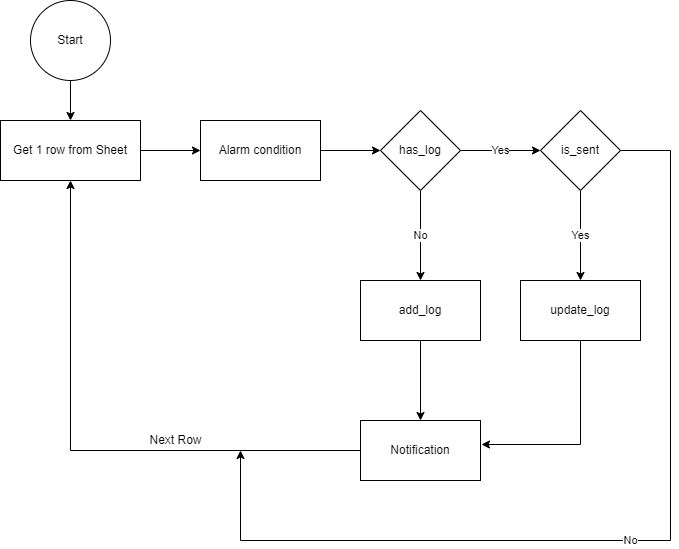 Start
Get 1 row from Sheet
Alarm condition
has_log
Yes
is_sent
No
Yes
add_log
update_log
Next Row
Notification
No